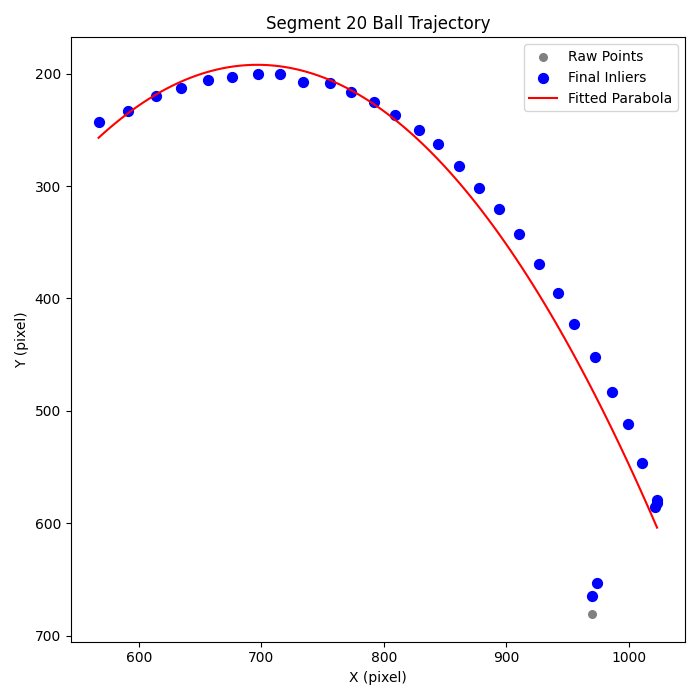 Segment 20 Ball Trajectory
Raw Points
Final Inliers
Fitted Parabola
200
300
400
500
600
700
Y (pixel)
600
700
800
900
1000
X (pixel)